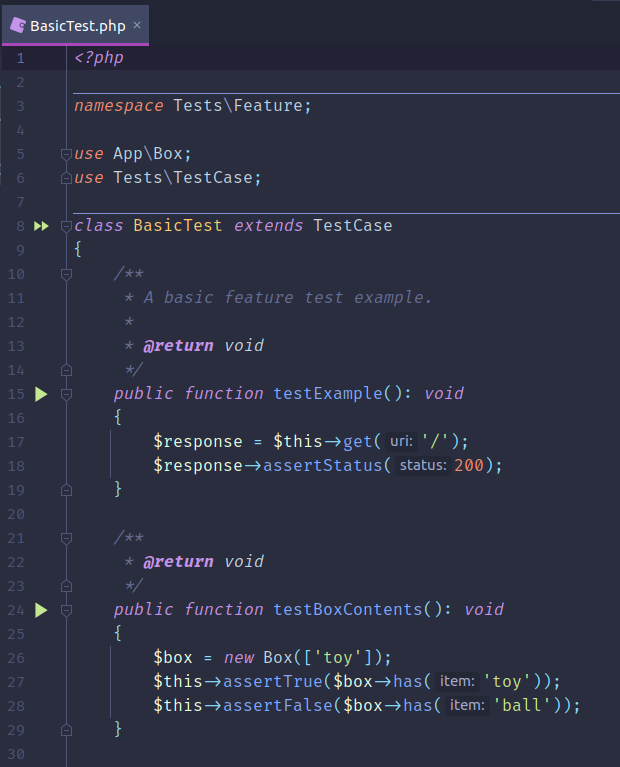 BasicTest.php ×
1 <?php
2
3 namespace Tests\Feature;
4
5 use App\Box;
6 use Tests\TestCase;
7
8 class BasicTest extends TestCase
9 {
10     /**
11      * A basic feature test example.
12      *
13      * @return void
14      */
15     public function testExample(): void
16     {
17         $response = $this->get( uri: '/');
18         $response->assertStatus( status: 200);
19     }
20
21     /**
22      * @return void
23      */
24     public function testBoxContents(): void
25     {
26         $box = new Box(['toy']);
27         $this->assertTrue($box->has( item: 'toy'));
28         $this->assertFalse($box->has( item: 'ball'));
29     }
30